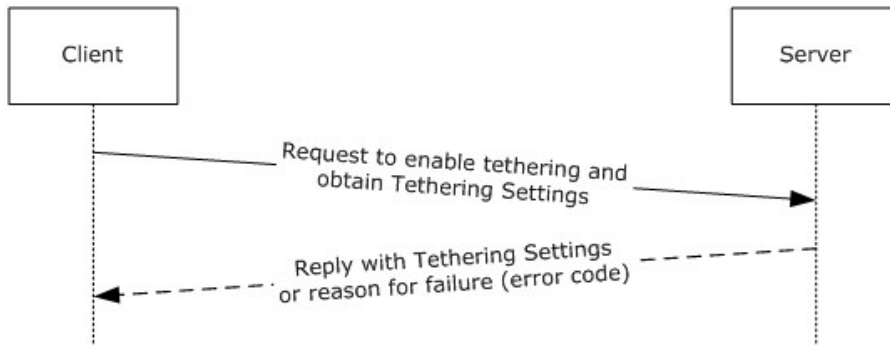 Client
Server
Request to enable tethering and
obtain Tethering Settings
Reply with Tethering Settings
or reason for failure (error code)